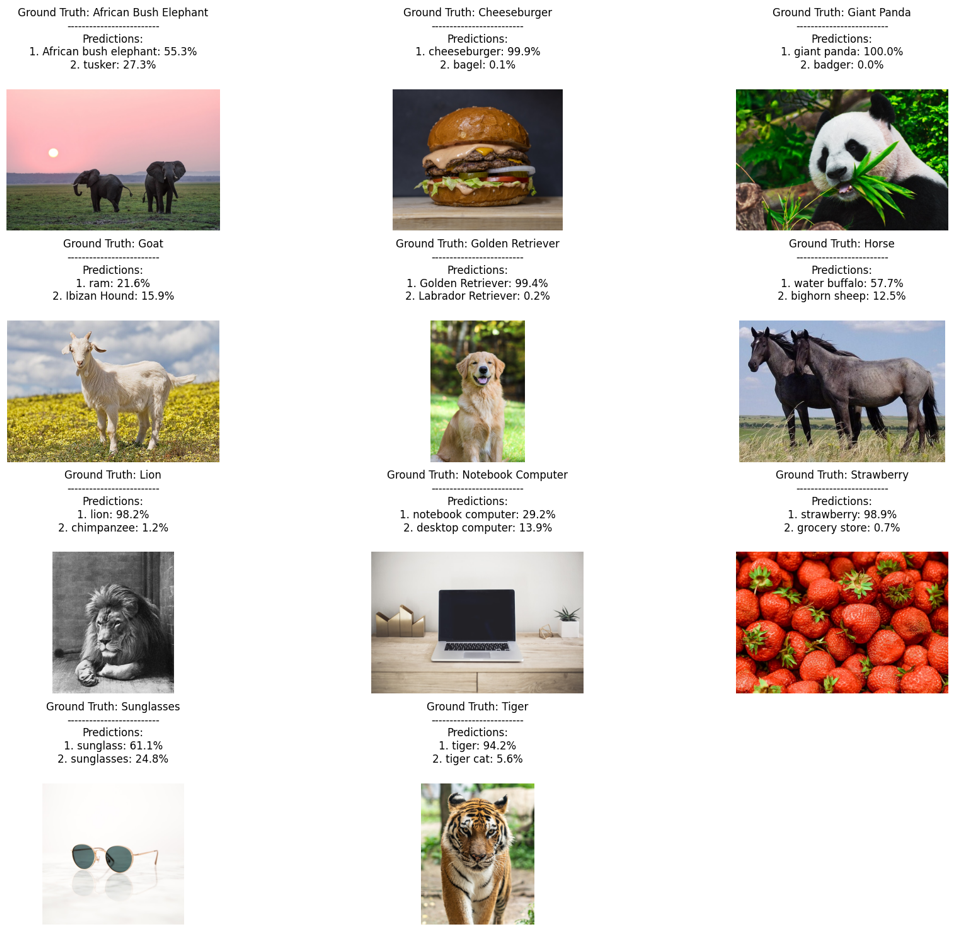 Ground Truth: African Bush Elephant
-------------------------
Predictions:
1. African bush elephant: 55.3%
2. tusker: 27.3%
Ground Truth: Cheeseburger
-------------------------
Predictions:
1. cheeseburger: 99.9%
2. bagel: 0.1%
Ground Truth: Giant Panda
-------------------------
Predictions:
1. giant panda: 100.0%
2. badger: 0.0%
Ground Truth: Goat
-------------------------
Predictions:
1. ram: 21.6%
2. Ibizan Hound: 15.9%
Ground Truth: Golden Retriever
-------------------------
Predictions:
1. Golden Retriever: 99.4%
2. Labrador Retriever: 0.2%
Ground Truth: Horse
-------------------------
Predictions:
1. water buffalo: 57.7%
2. bighorn sheep: 12.5%
Ground Truth: Lion
-------------------------
Predictions:
1. lion: 98.2%
2. chimpanzee: 1.2%
Ground Truth: Notebook Computer
-------------------------
Predictions:
1. notebook computer: 29.2%
2. desktop computer: 13.9%
Ground Truth: Strawberry
-------------------------
Predictions:
1. strawberry: 98.9%
2. grocery store: 0.7%
Ground Truth: Sunglasses
-------------------------
Predictions:
1. sunglass: 61.1%
2. sunglasses: 24.8%
Ground Truth: Tiger
-------------------------
Predictions:
1. tiger: 94.2%
2. tiger cat: 5.6%